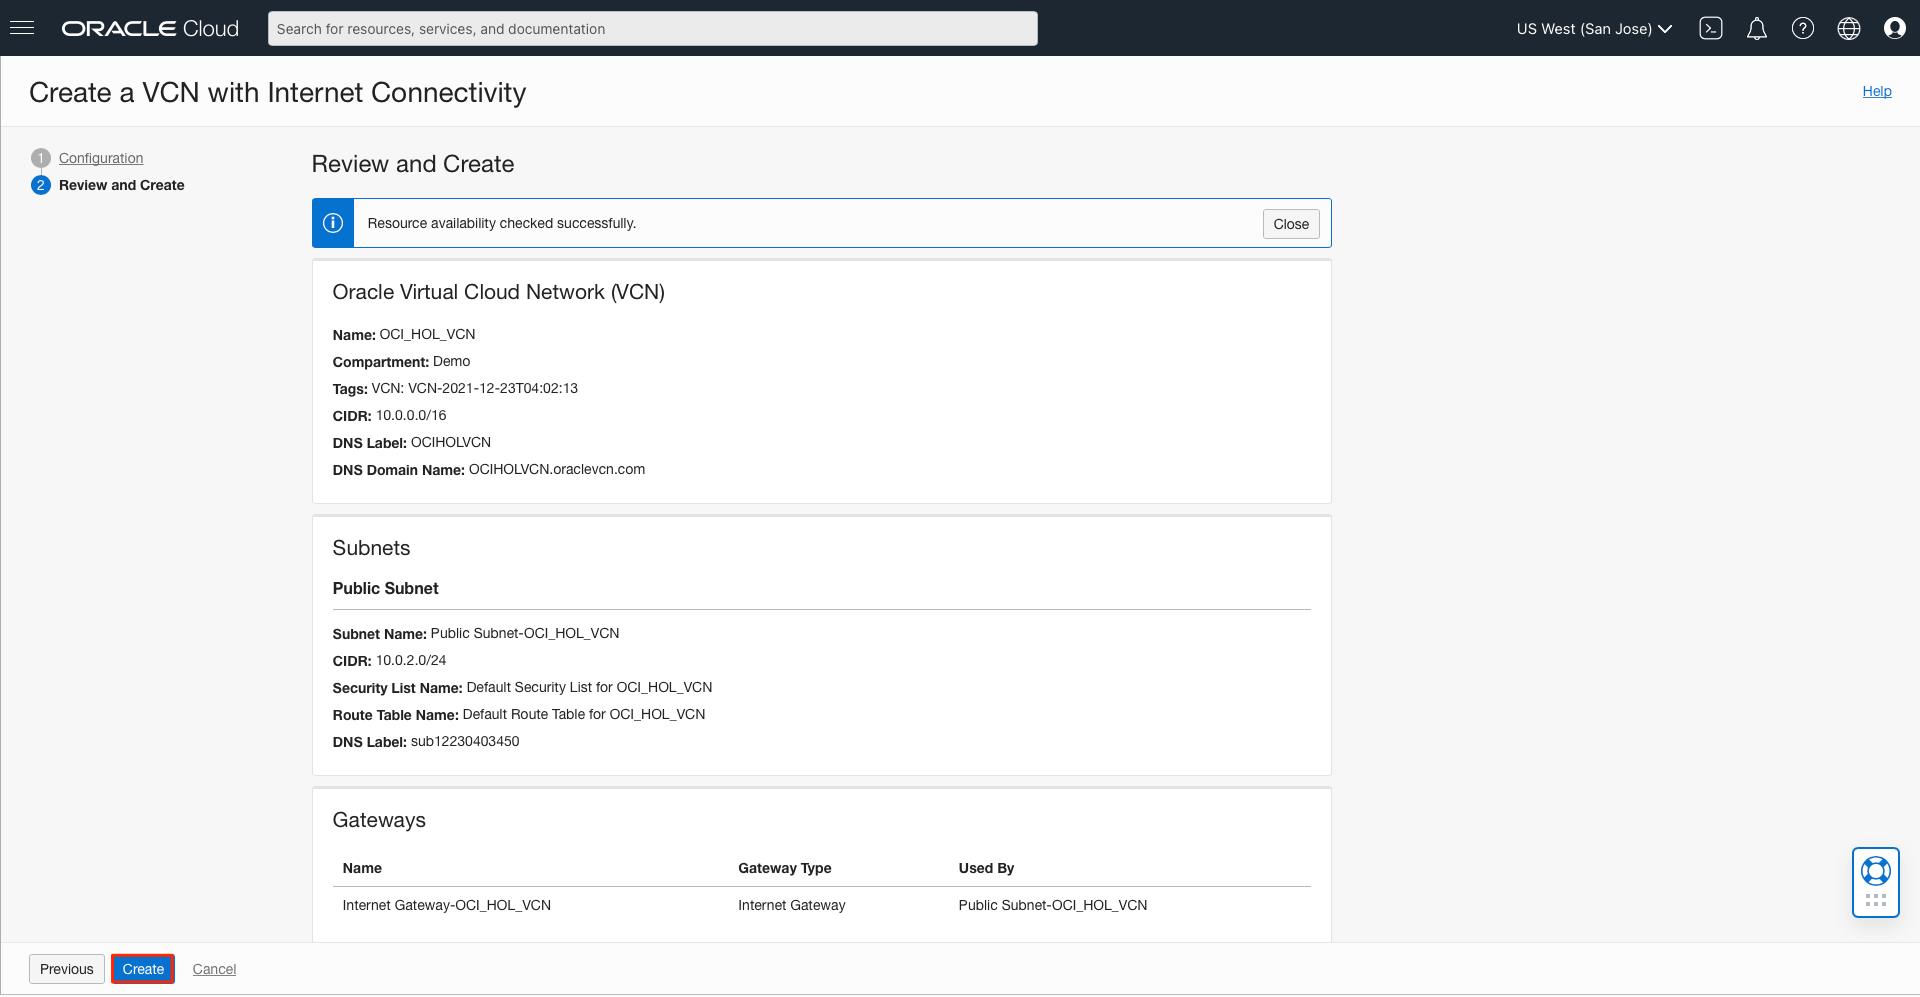 ORACLE Cloud
Search for resources, services, and documentation
US West (San Jose)
Create a VCN with Internet Connectivity
Help
1 Configuration
2 Review and Create
Review and Create
Resource availability checked successfully.
Close
Oracle Virtual Cloud Network (VCN)
Name: OCI_HOL_VCN
Compartment: Demo
Tags: VCN: VCN-2021-12-23T04:02:13
CIDR: 10.0.0.0/16
DNS Label: OCIHOLVCN
DNS Domain Name: OCIHOLVCN.oraclevcn.com
Subnets
Public Subnet
Subnet Name: Public Subnet-OCI_HOL_VCN
CIDR: 10.0.2.0/24
Security List Name: Default Security List for OCI_HOL_VCN
Route Table Name: Default Route Table for OCI_HOL_VCN
DNS Label: sub12230403450
Gateways
Name Gateway Type Used By
Internet Gateway-OCI_HOL_VCN Internet Gateway Public Subnet-OCI_HOL_VCN
Previous Create Cancel